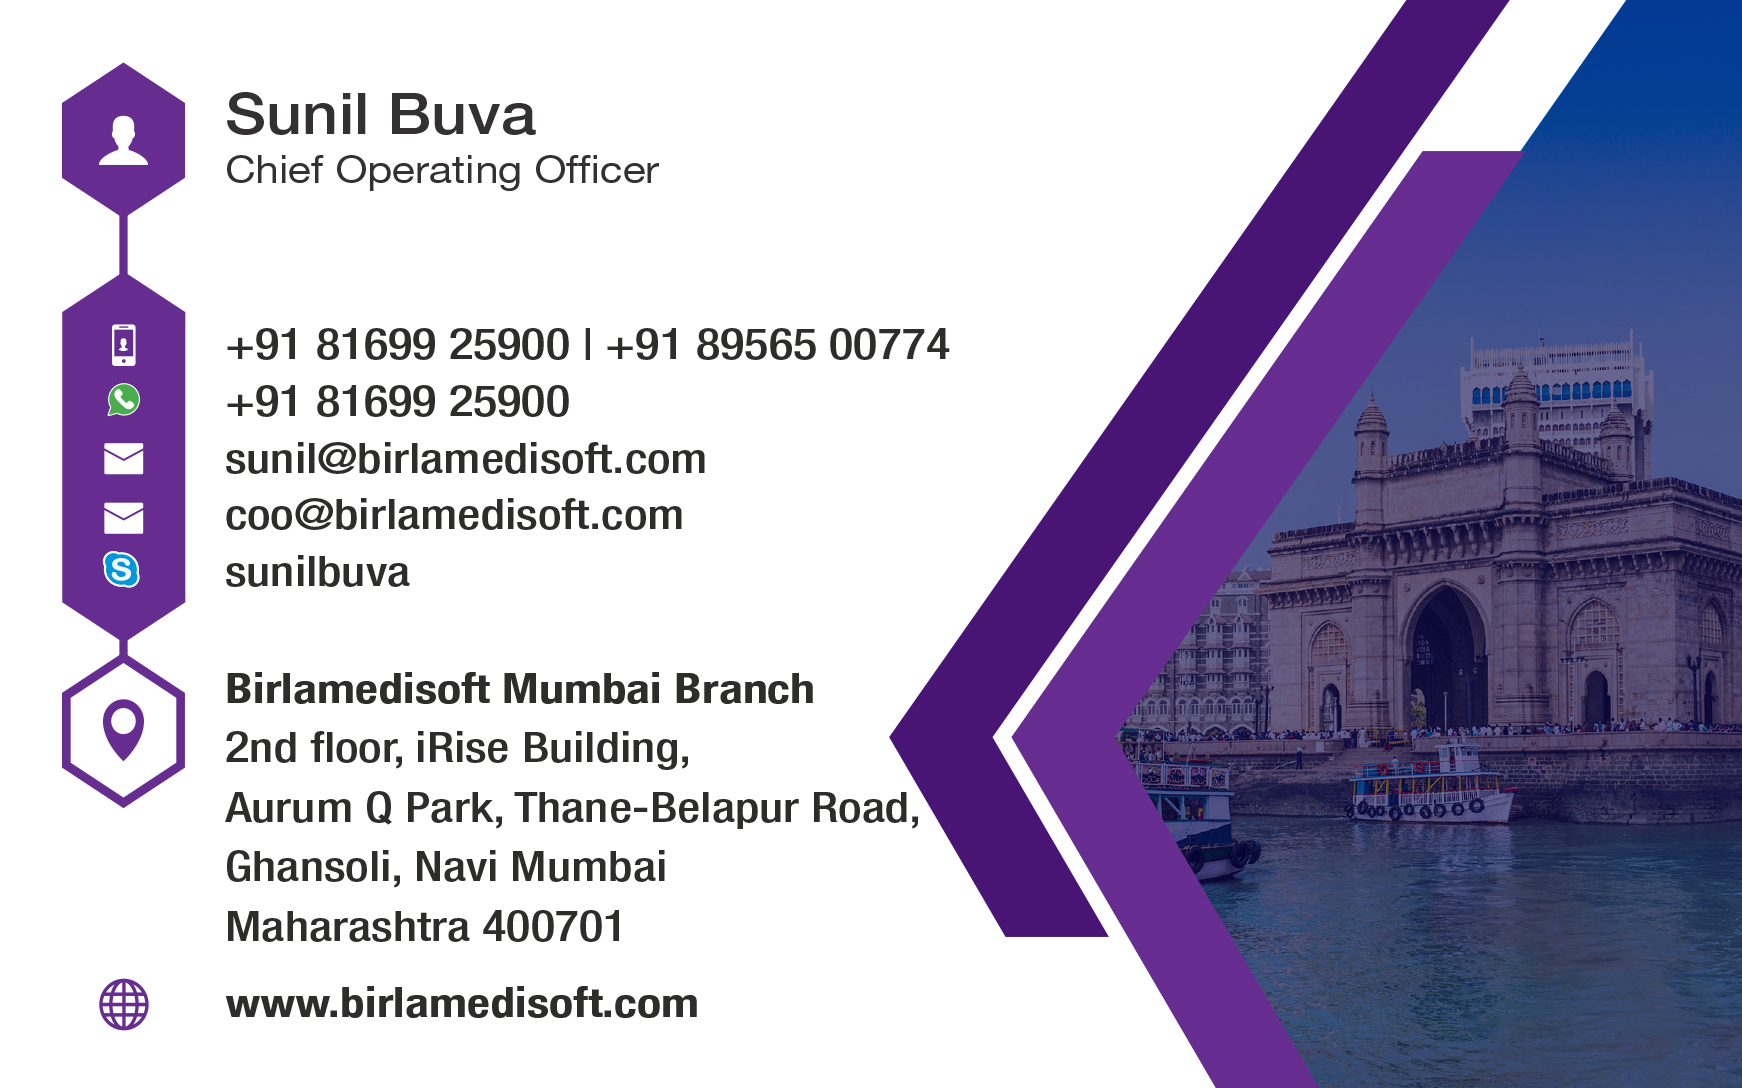 Sunil Buva
Chief Operating Officer
+91 81699 25900 | +91 89565 00774
+91 81699 25900
sunil@birlamedisoft.com
coo@birlamedisoft.com
sunilbuva
Birlamedisoft Mumbai Branch
2nd floor, iRise Building,
Aurum Q Park, Thane-Belapur Road,
Ghansoli, Navi Mumbai
Maharashtra 400701
www.birlamedisoft.com